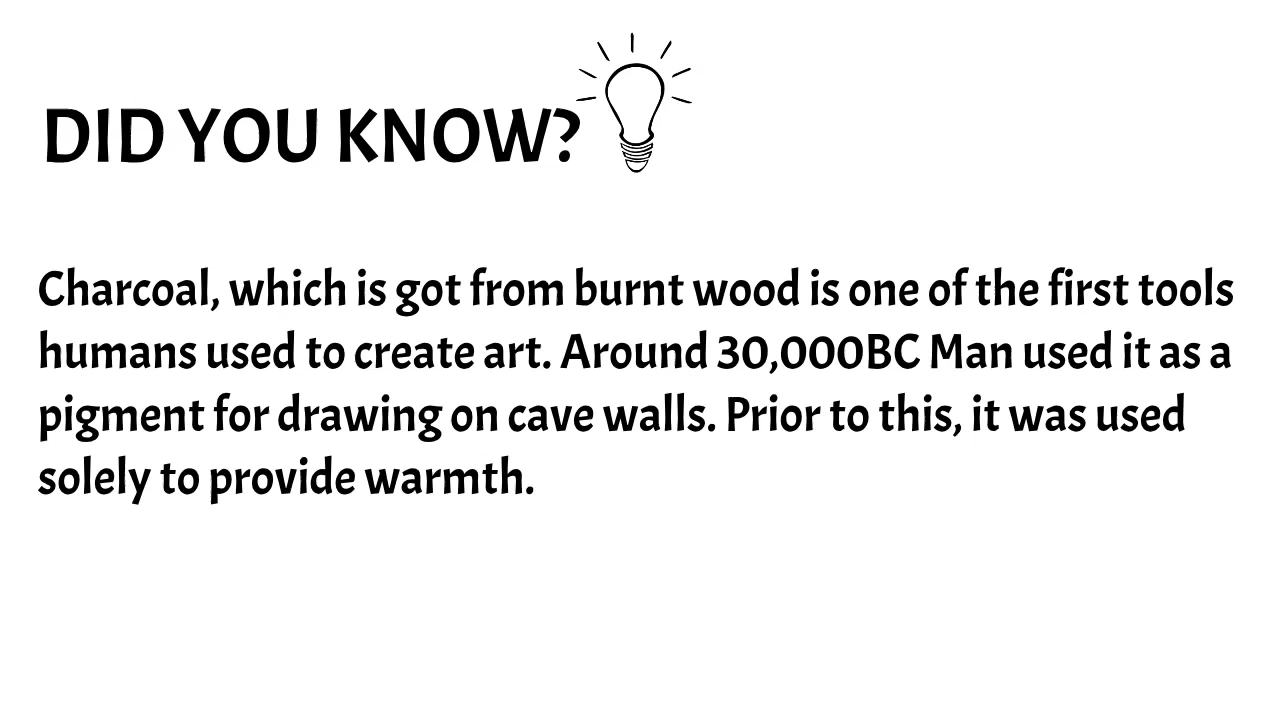 DID YOU KNOW?
Charcoal, which is got from burnt wood is one of the first tools
humans used to create art. Around 30,000BC Man used it as a
pigment for drawing on cave walls. Prior to this, it was used
solely to provide warmth.